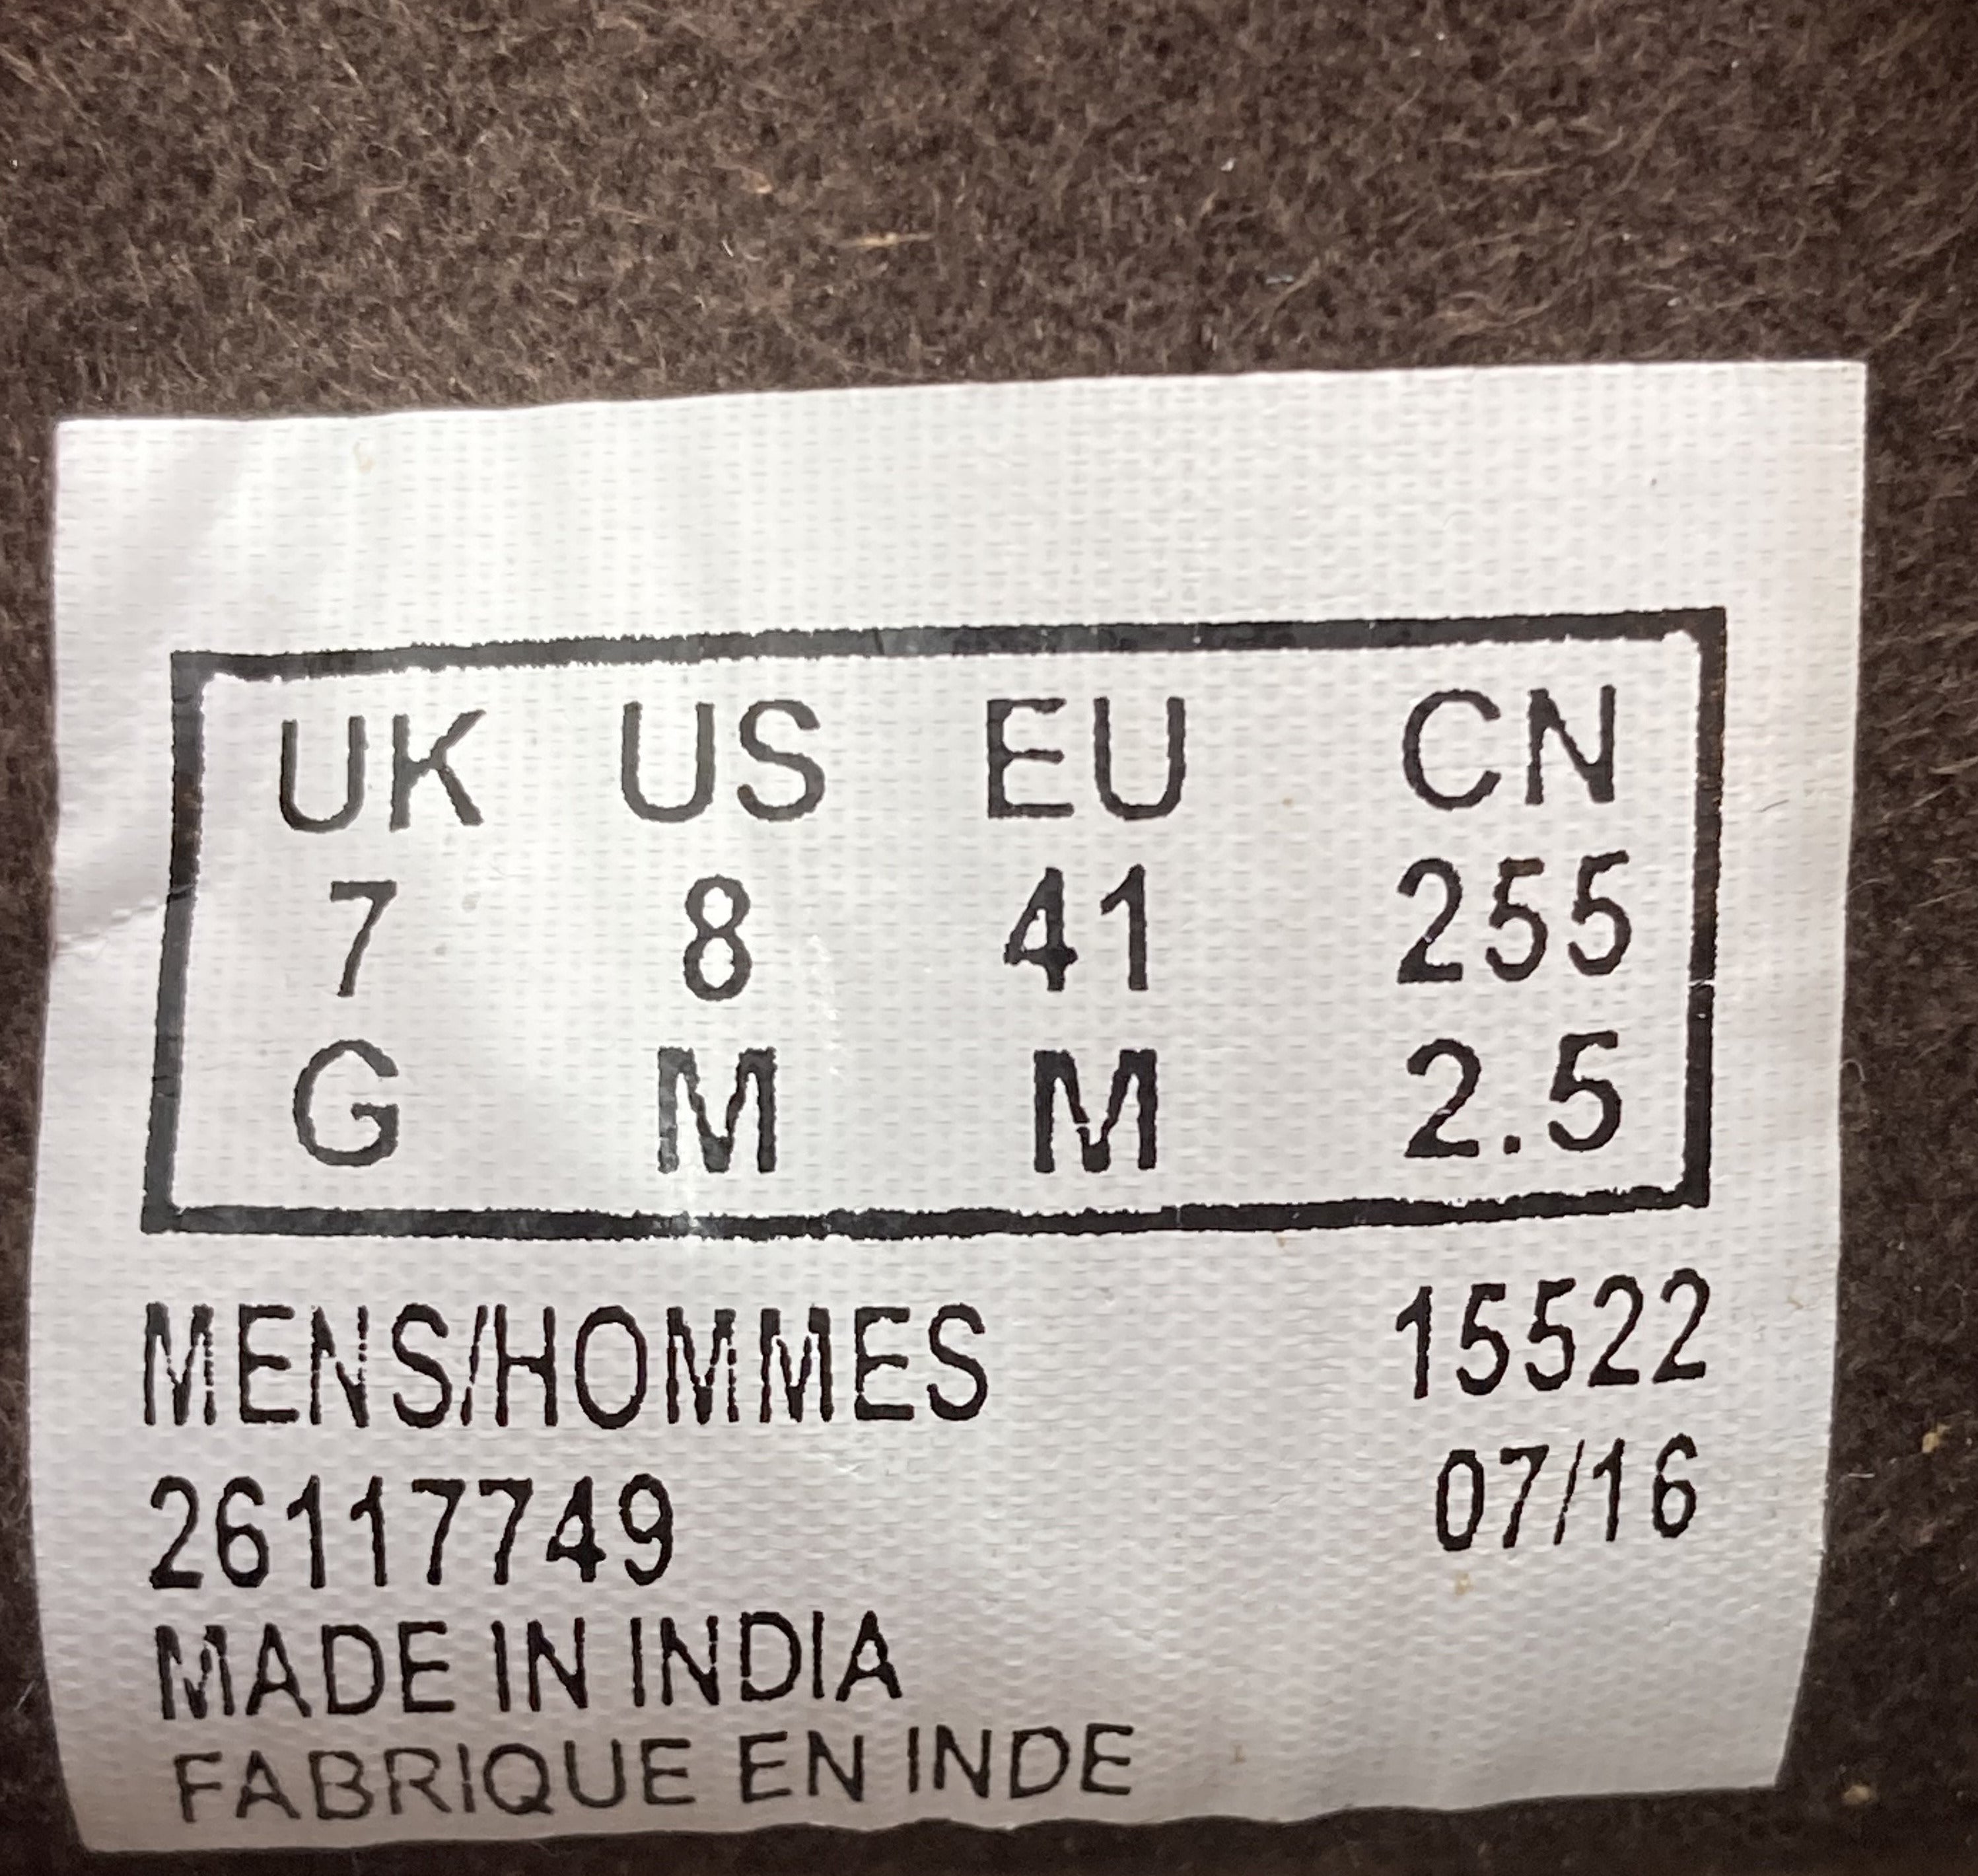 UK US EU CN
7 8 41 255
G M M 2.5
MENS/HOMMES 15522
26117749 07/16
MADE IN INDIA
FABRIQUE EN INDE